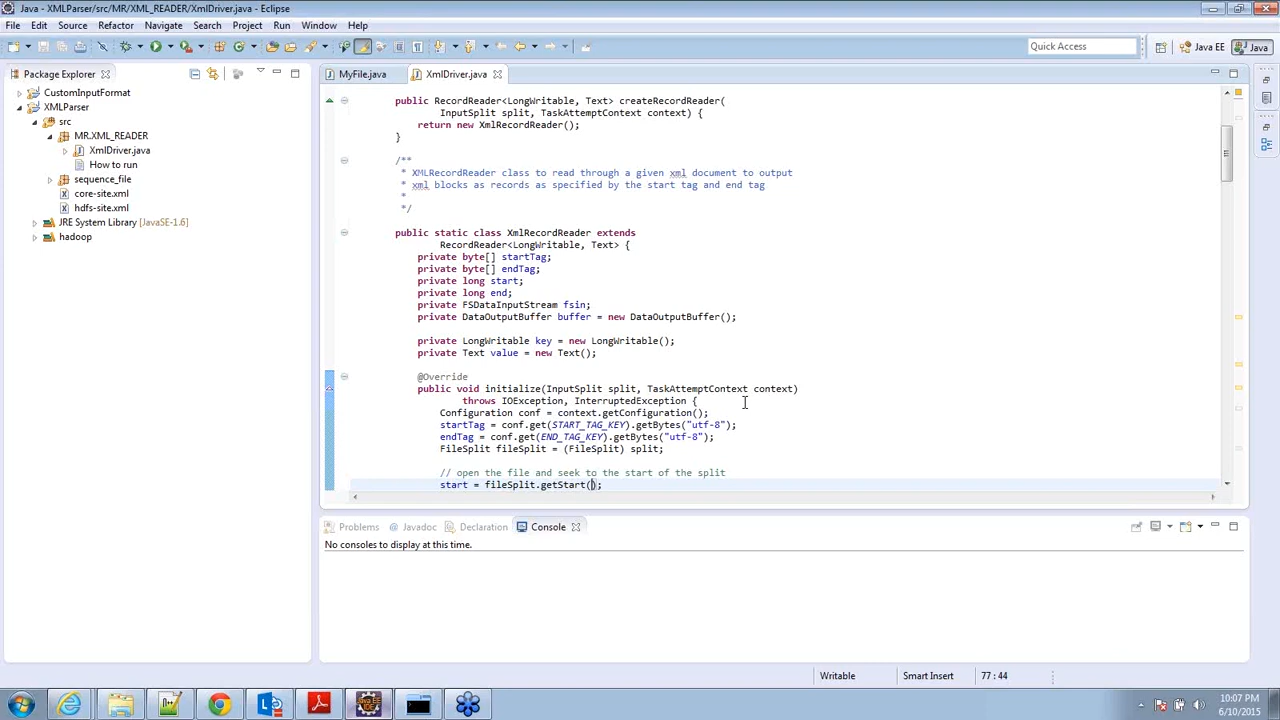 Java - XMLParser/src/MR/XML_READER/XmlDriver.java - Eclipse
File Edit Source Refactor Navigate Search Project Run Window Help
Quick Access
Java EE
Java
Package Explorer
CustomInputFormat
XMLParser
src
MR.XML_READER
XmlDriver.java
How to run
sequence_file
core-site.xml
hdfs-site.xml
JRE System Library [JavaSE-1.6]
hadoop
MyFile.java
XmlDriver.java
public RecordReader<LongWritable, Text> createRecordReader(
InputSplit split, TaskAttemptContext context) {
return new XmlRecordReader();
}
/**
* XMLRecordReader class to read through a given xml document to output
* xml blocks as records as specified by the start tag and end tag
*
*/
public static class XmlRecordReader extends
RecordReader<LongWritable, Text> {
private byte[] startTag;
private byte[] endTag;
private long start;
private long end;
private FSDataInputStream fsin;
private DataOutputBuffer buffer = new DataOutputBuffer();
private LongWritable key = new LongWritable();
private Text value = new Text();
@Override
public void initialize(InputSplit split, TaskAttemptContext context)
throws IOException, InterruptedException {
Configuration conf = context.getConfiguration();
startTag = conf.get(START_TAG_KEY).getBytes("utf-8");
endTag = conf.get(END_TAG_KEY).getBytes("utf-8");
FileSplit fileSplit = (FileSplit) split;
// open the file and seek to the start of the split
start = fileSplit.getStart();
Problems @ Javadoc Declaration Console
No consoles to display at this time.
Writable
Smart Insert
77 : 44
10:07 PM
6/10/2015